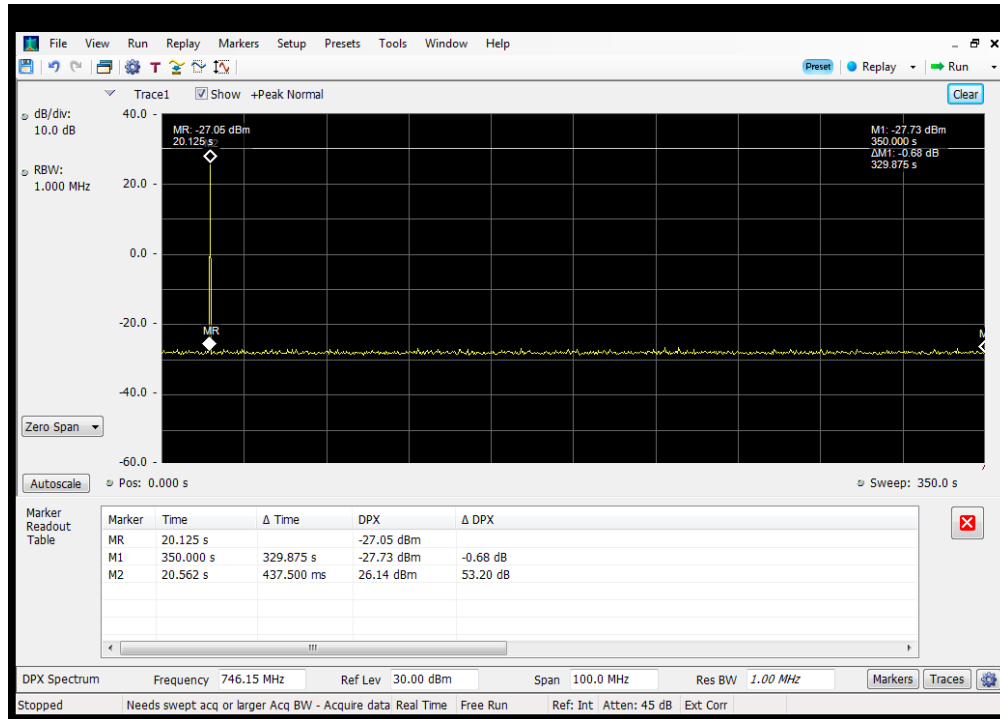 File View Run Replay Markers Setup Presets Tools Window Help
T Preset Replay Run
Trace1 Show +Peak Normal Clear
dB/div:
10.0 dB
RBW:
1.000 MHz
40.0
20.0
0.0
-20.0
-40.0
-60.0
MR: -27.05 dBm
20.125 s
M1: -27.73 dBm
350.000 s
ΔM1: -0.68 dB
329.875 s
MR
Zero Span
Autoscale Pos: 0.000 s Sweep: 350.0 s
Marker
Readout
Table
Marker Time Δ Time DPX Δ DPX
MR 20.125 s -27.05 dBm
M1 350.000 s 329.875 s -27.73 dBm -0.68 dB
M2 20.562 s 437.500 ms 26.14 dBm 53.20 dB
DPX Spectrum Frequency 746.15 MHz Ref Lev 30.00 dBm Span 100.0 MHz Res BW 1.00 MHz Markers Traces
Stopped Needs swept acq or larger Acq BW - Acquire data Real Time Free Run Ref: Int Atten: 45 dB Ext Corr